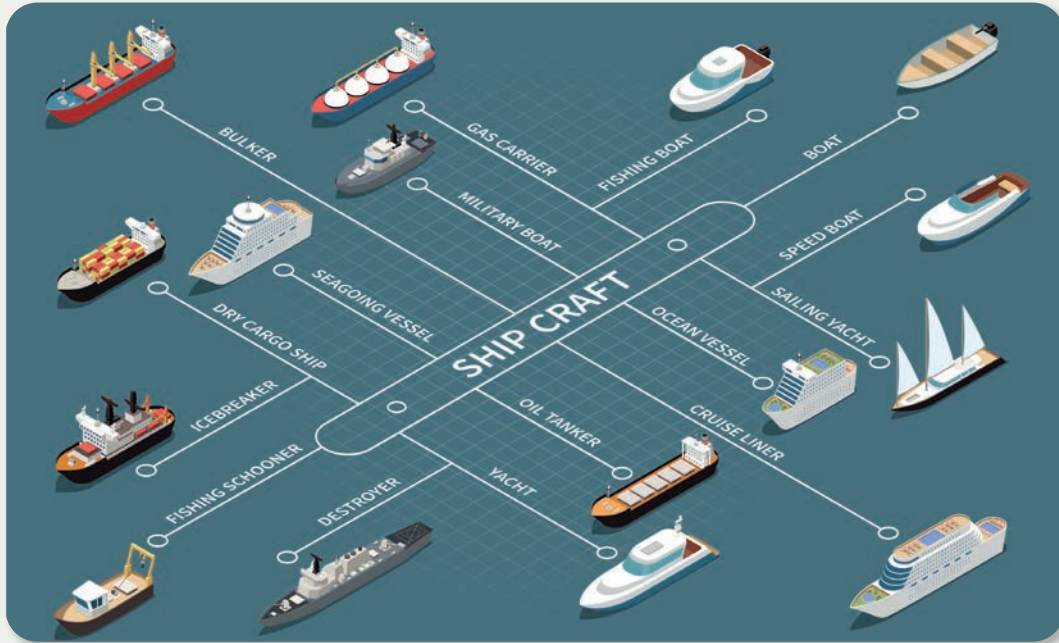 BULKER
GAS CARRIER
FISHING BOAT
BOAT
MILITARY BOAT
SEAGOING VESSEL
SPEED BOAT
DRY CARGO SHIP
SHIP CRAFT
OCEAN VESSEL
SAILING YACHT
ICEBREAKER
OIL TANKER
CRUISE LINER
FISHING SCHOONER
DESTROYER
YACHT